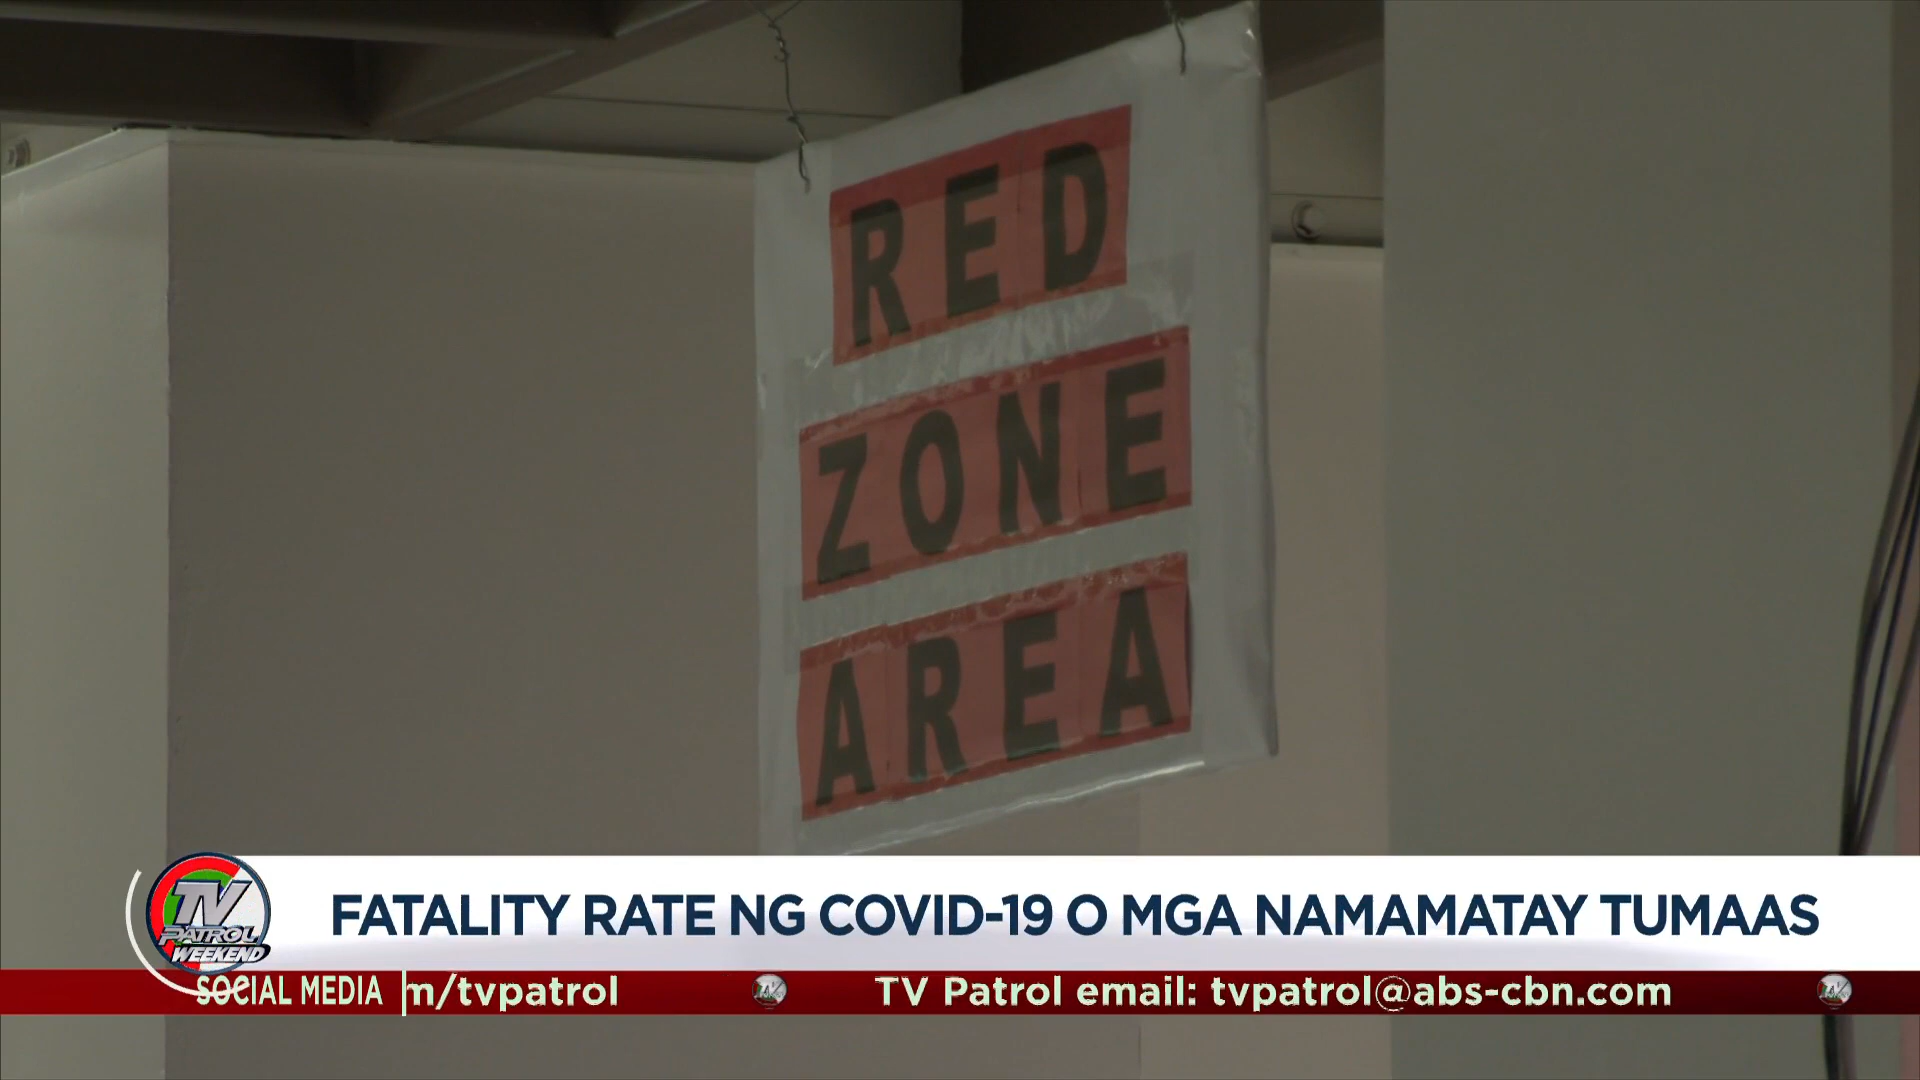 RED
ZONE
AREA
TV
PATROL
WEEKEND
FATALITY RATE NG COVID-19 O MGA NAMAMATAY TUMAAS
SOCIAL MEDIA m/tvpatrol TV Patrol email: tvpatrol@abs-cbn.com